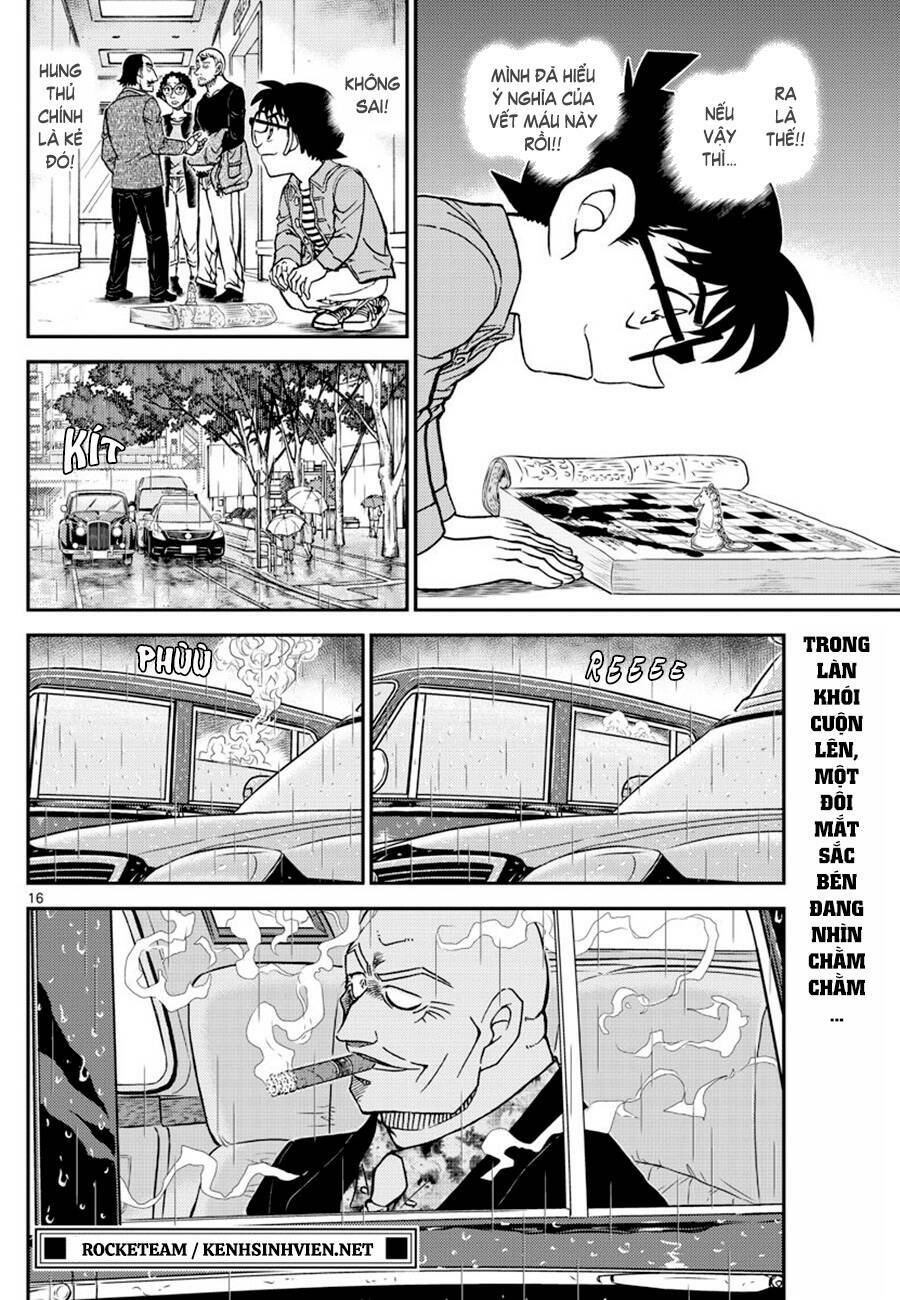 RA
LÀ
THẾ!!
NẾU
VẬY
THÌ...
MÌNH ĐÃ HIỂU
Ý NGHĨA CỦA
VẾT MÁU NÀY
RỒI!!
KHÔNG
SAI!
HUNG
THỦ
CHÍNH
LÀ KẺ
ĐÓ!
KÍT
REEEE
PHÙÙ
TRONG
LÀN
KHÓI
CUỘN
LÊN,
MỘT
ĐÔI
MẮT
SẮC
BÉN
ĐANG
NHÌN
CHẰM
CHẰM
...
16
ROCKETEAM / KENHSINHVIEN.NET